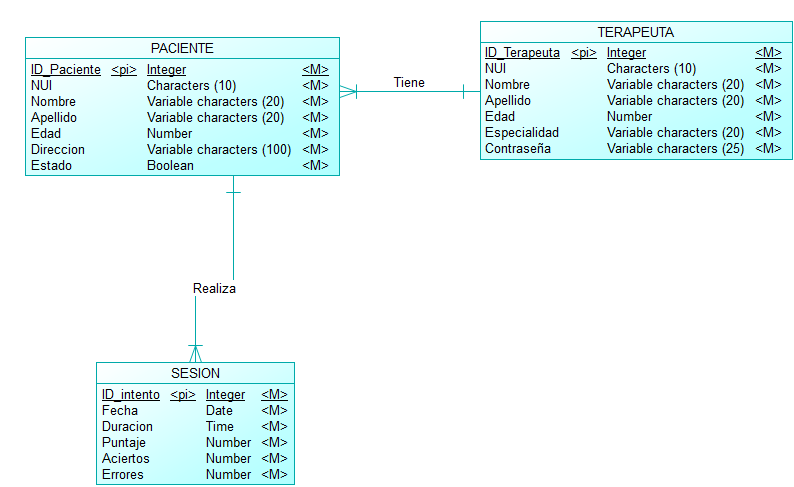 PACIENTE
ID_Paciente <pi> Integer <M>
NUI Characters (10) <M>
Nombre Variable characters (20) <M>
Apellido Variable characters (20) <M>
Edad Number <M>
Direccion Variable characters (100) <M>
Estado Boolean <M>
Tiene
TERAPEUTA
ID_Terapeuta <pi> Integer <M>
NUI Characters (10) <M>
Nombre Variable characters (20) <M>
Apellido Variable characters (20) <M>
Edad Number <M>
Especialidad Variable characters (20) <M>
Contraseña Variable characters (25) <M>
Realiza
SESION
ID_intento <pi> Integer <M>
Fecha Date <M>
Duracion Time <M>
Puntaje Number <M>
Aciertos Number <M>
Errores Number <M>